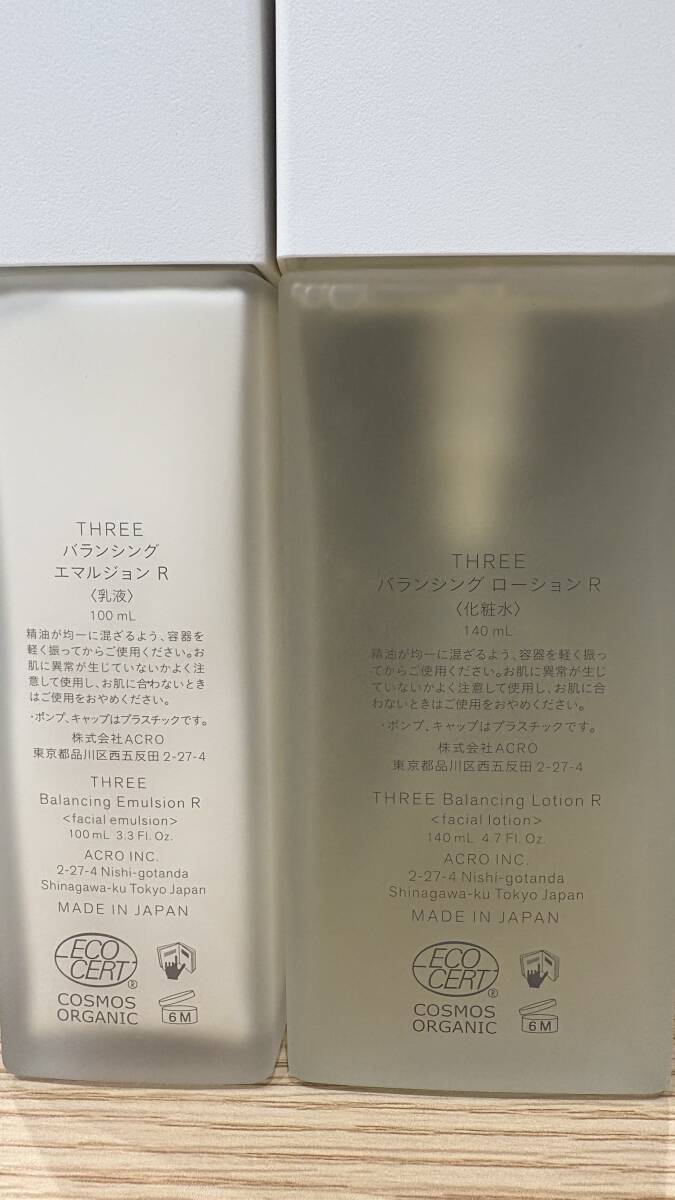 THREE
バランシング
エマルジョン R
〈乳液〉
100 mL
精油が均一に混ざるよう、容器を
軽く振ってからご使用ください。お
肌に異常が生じていないかよく注
意して使用し、お肌に合わないとき
はご使用をおやめください。
・ポンプ、キャップはプラスチックです。
株式会社ACRO
東京都品川区西五反田 2-27-4
THREE
Balancing Emulsion R
<facial emulsion>
100 mL 3.3 Fl. Oz.
ACRO INC.
2-27-4 Nishi-gotanda
Shinagawa-ku Tokyo Japan
MADE IN JAPAN
ECO
CERT®
COSMOS
ORGANIC
6M
THREE
バランシング ローション R
〈化粧水〉
140 mL
精油が均一に混ざるよう、容器を軽く振っ
てからご使用ください。お肌に異常が生じ
ていないかよく注意して使用し、お肌に合
わないときはご使用をおやめください。
・ポンプ、キャップはプラスチックです。
株式会社ACRO
東京都品川区西五反田 2-27-4
THREE Balancing Lotion R
<facial lotion>
140 mL 4.7 Fl. Oz.
ACRO INC.
2-27-4 Nishi-gotanda
Shinagawa-ku Tokyo Japan
MADE IN JAPAN
ECO
CERT®
COSMOS
ORGANIC
6M